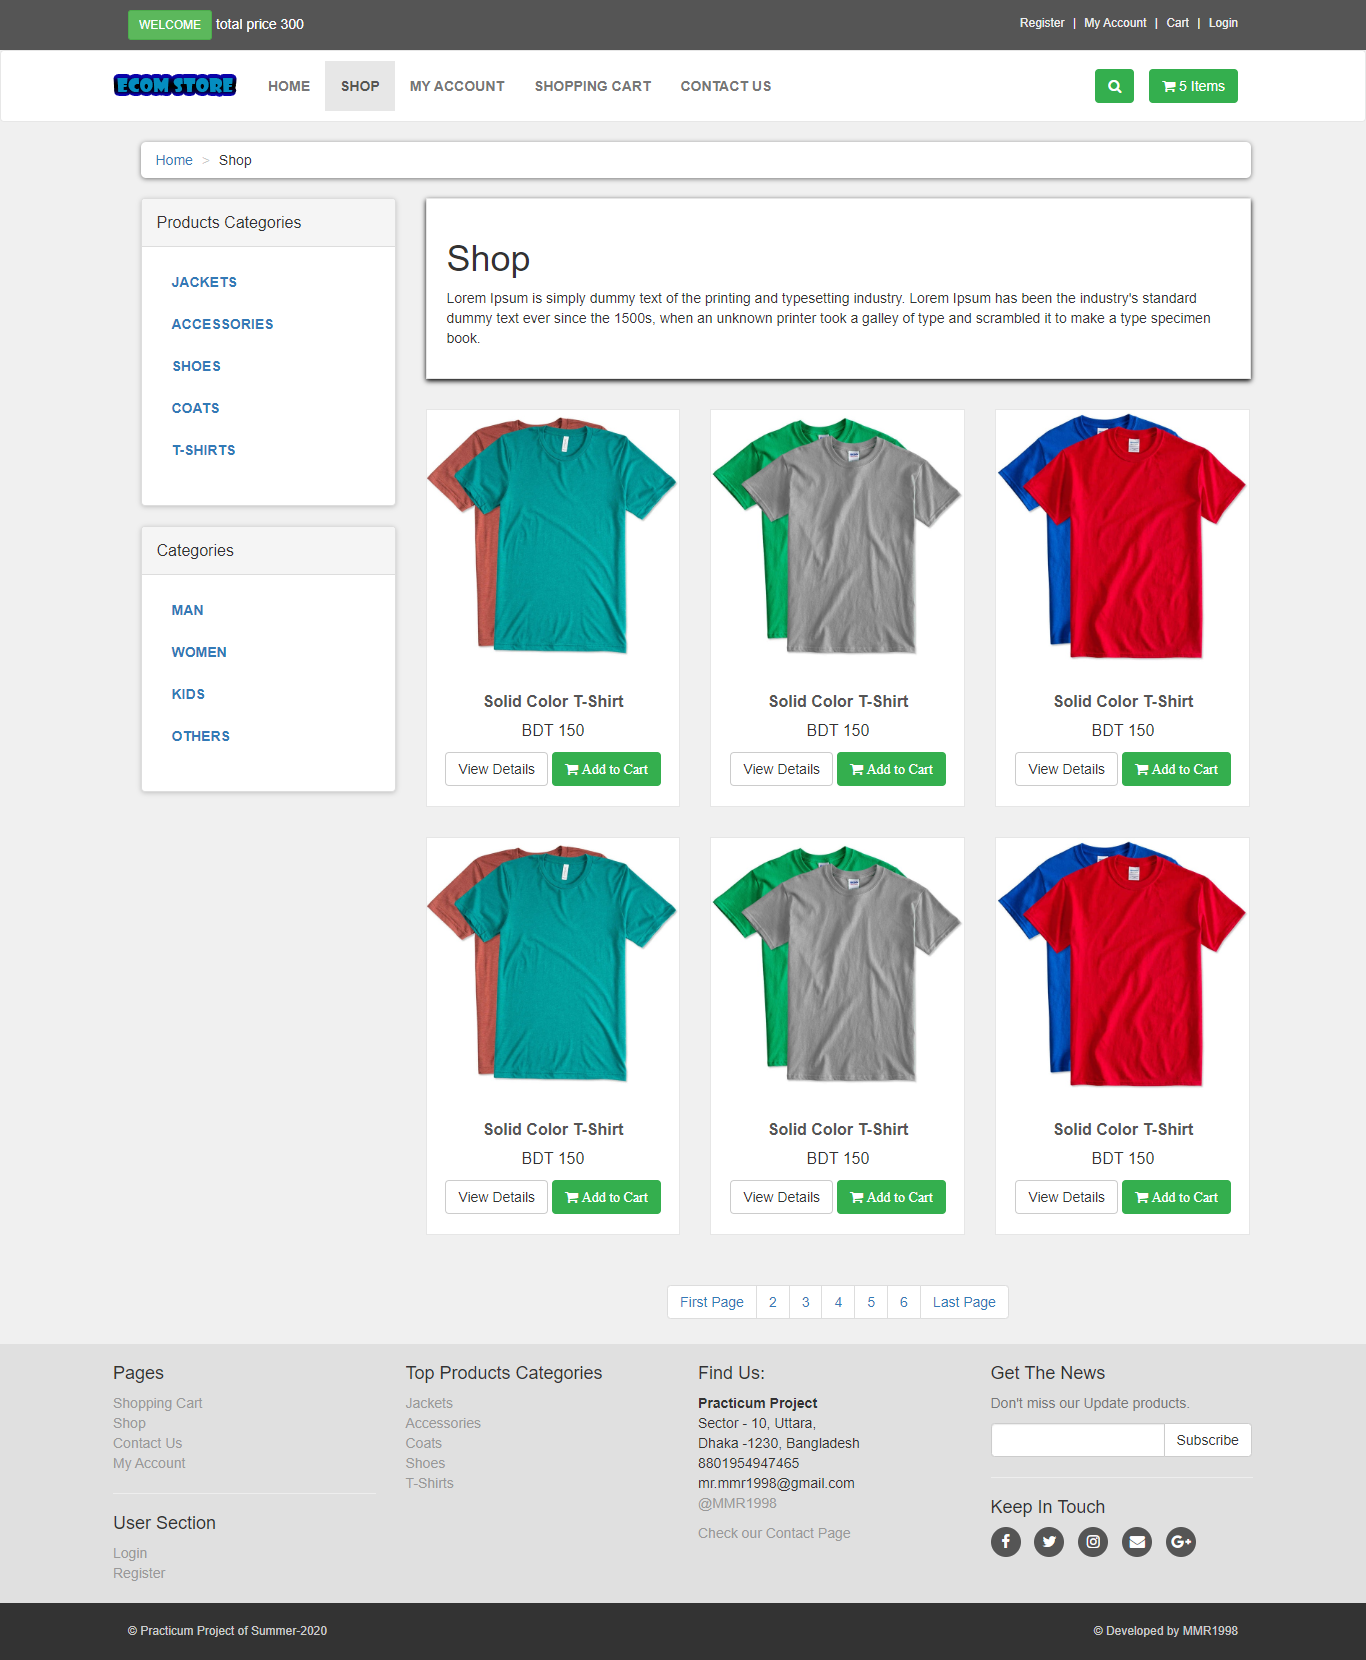 WELCOME total price 300
Register | My Account | Cart | Login
ECOM STORE HOME SHOP MY ACCOUNT SHOPPING CART CONTACT US 5 Items
Home > Shop
Products Categories
JACKETS
ACCESSORIES
SHOES
COATS
T-SHIRTS
Categories
MAN
WOMEN
KIDS
OTHERS
Shop
Lorem Ipsum is simply dummy text of the printing and typesetting industry. Lorem Ipsum has been the industry's standard
dummy text ever since the 1500s, when an unknown printer took a galley of type and scrambled it to make a type specimen
book.
Solid Color T-Shirt
BDT 150
View Details Add to Cart
Solid Color T-Shirt
BDT 150
View Details Add to Cart
Solid Color T-Shirt
BDT 150
View Details Add to Cart
Solid Color T-Shirt
BDT 150
View Details Add to Cart
Solid Color T-Shirt
BDT 150
View Details Add to Cart
Solid Color T-Shirt
BDT 150
View Details Add to Cart
First Page 2 3 4 5 6 Last Page
Pages
Shopping Cart
Shop
Contact Us
My Account
User Section
Login
Register
Top Products Categories
Jackets
Accessories
Coats
Shoes
T-Shirts
Find Us:
Practicum Project
Sector - 10, Uttara,
Dhaka -1230, Bangladesh
8801954947465
mr.mmr1998@gmail.com
@MMR1998
Check our Contact Page
Get The News
Don't miss our Update products.
Subscribe
Keep In Touch
© Practicum Project of Summer-2020
© Developed by MMR1998